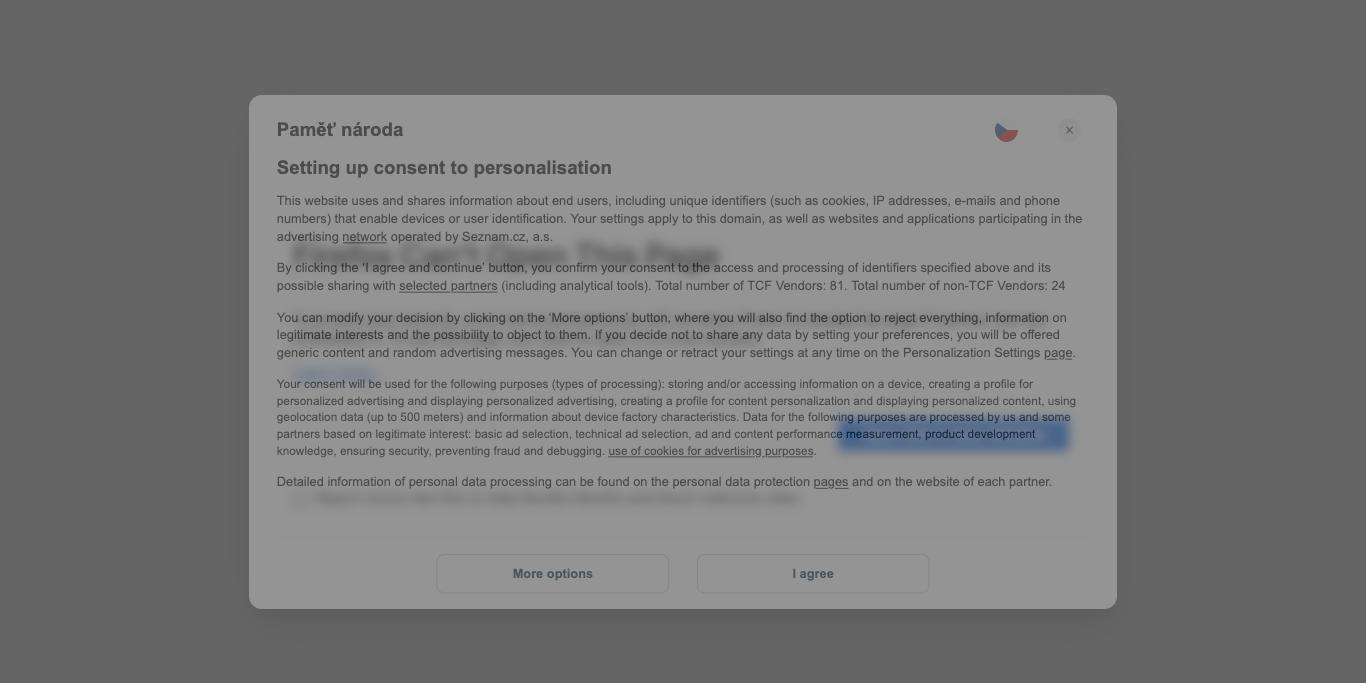 Paměť národa
Setting up consent to personalisation
This website uses and shares information about end users, including unique identifiers (such as cookies, IP addresses, e-mails and phone
numbers) that enable devices or user identification. Your settings apply to this domain, as well as websites and applications participating in the
advertising network operated by Seznam.cz, a.s.
Firefox Can't Open This Page
By clicking the 'I agree and continue' button, you confirm your consent to the access and processing of identifiers specified above and its
possible sharing with selected partners (including analytical tools). Total number of TCF Vendors: 81. Total number of non-TCF Vendors: 24
You can modify your decision by clicking on the 'More options' button, where you will also find the option to reject everything, information on
legitimate interests and the possibility to object to them. If you decide not to share any data by setting your preferences, you will be offered
generic content and random advertising messages. You can change or retract your settings at any time on the Personalization Settings page.
Your consent will be used for the following purposes (types of processing): storing and/or accessing information on a device, creating a profile for
personalized advertising and displaying personalized advertising, creating a profile for content personalization and displaying personalized content, using
geolocation data (up to 500 meters) and information about device factory characteristics. Data for the following purposes are processed by us and some
partners based on legitimate interest: basic ad selection, technical ad selection, ad and content performance measurement, product development
knowledge, ensuring security, preventing fraud and debugging. use of cookies for advertising purposes.
Detailed information of personal data processing can be found on the personal data protection pages and on the website of each partner.
More options
I agree